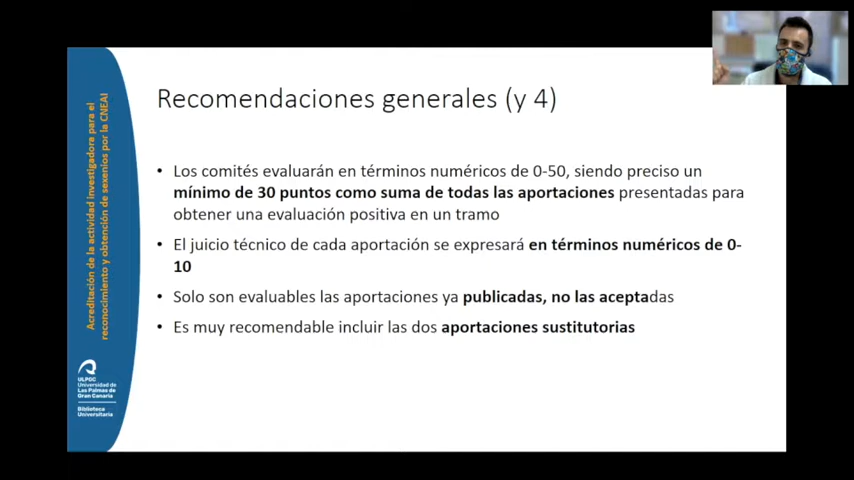 Recomendaciones generales (y 4)
• Los comités evaluarán en términos numéricos de 0-50, siendo preciso un
mínimo de 30 puntos como suma de todas las aportaciones presentadas para
obtener una evaluación positiva en un tramo
• El juicio técnico de cada aportación se expresará en términos numéricos de 0-
10
• Solo son evaluables las aportaciones ya publicadas, no las aceptadas
• Es muy recomendable incluir las dos aportaciones sustitutorias
Acreditación de la actividad investigadora para el
reconocimiento y obtención de sexenios por la CNEAI
ULPGC
Universidad de
Las Palmas de
Gran Canaria
Biblioteca
Universitaria